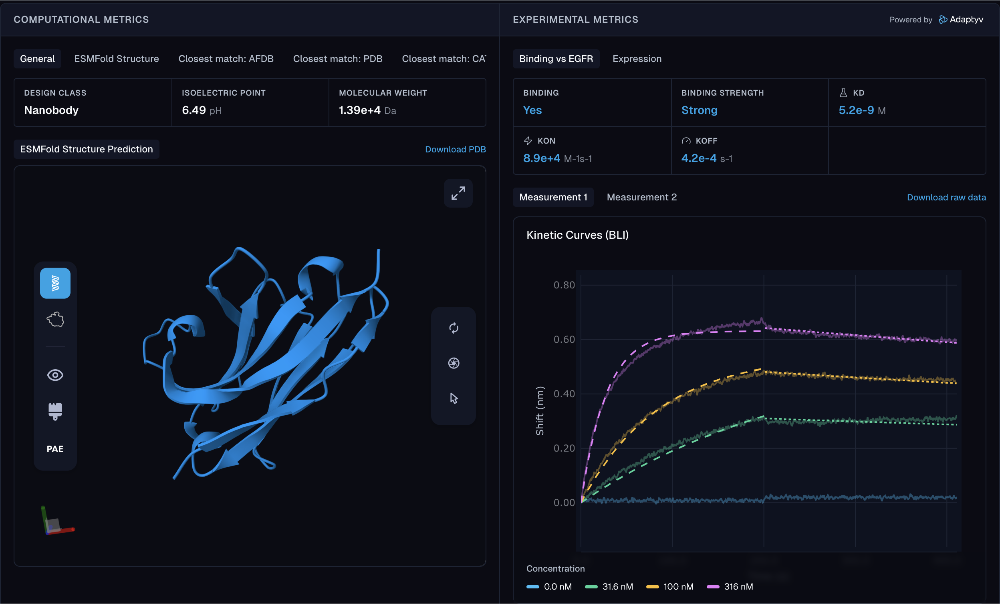 COMPUTATIONAL METRICS
General ESMFold Structure Closest match: AFDB Closest match: PDB Closest match: CAT
DESIGN CLASS
Nanobody
ISOELECTRIC POINT
6.49 pH
MOLECULAR WEIGHT
1.39e+4 Da
ESMFold Structure Prediction
Download PDB
PAE
EXPERIMENTAL METRICS
Powered by Adaptyv
Binding vs EGFR Expression
BINDING
Yes
BINDING STRENGTH
Strong
KD
5.2e-9 M
KON
8.9e+4 M-1s-1
KOFF
4.2e-4 s-1
Measurement 1 Measurement 2
Download raw data
Kinetic Curves (BLI)
Shift (nm)
0.80
0.60
0.40
0.20
0.00
Concentration
0.0 nM 31.6 nM 100 nM 316 nM